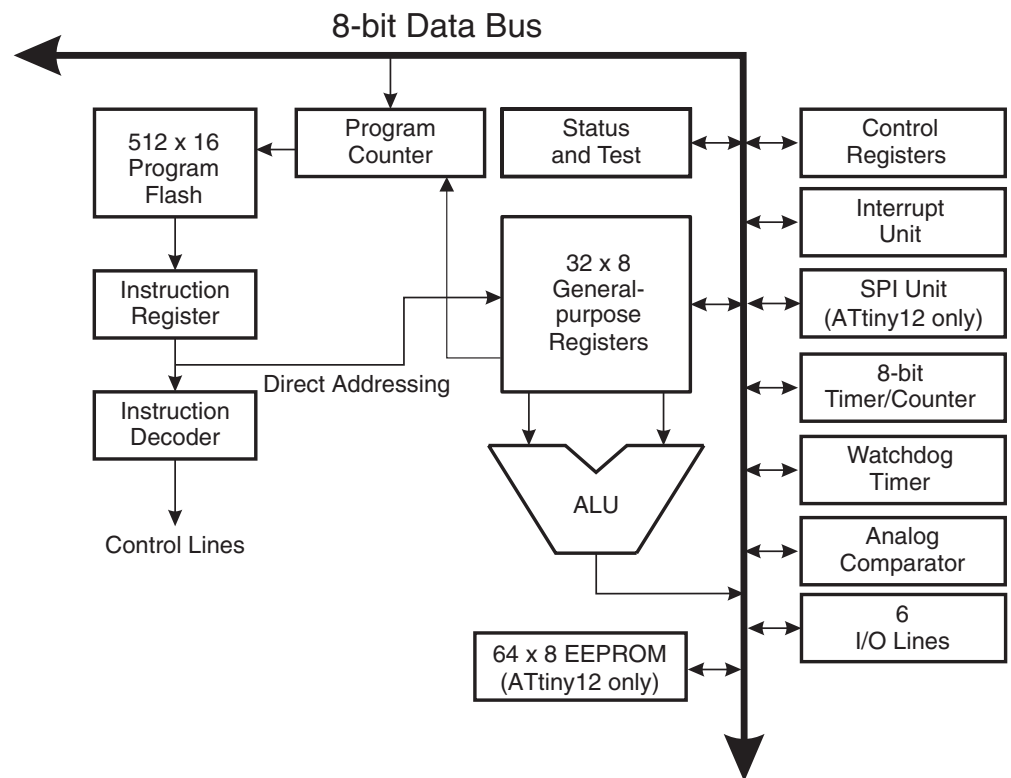 8-bit Data Bus
512 x 16
Program
Flash
Program
Counter
Status
and Test
Control
Registers
Interrupt
Unit
32 x 8
General-
purpose
Registers
Instruction
Register
SPI Unit
(ATtiny12 only)
Direct Addressing
8-bit
Timer/Counter
Instruction
Decoder
Watchdog
Timer
ALU
Control Lines
Analog
Comparator
6
I/O Lines
64 x 8 EEPROM
(ATtiny12 only)